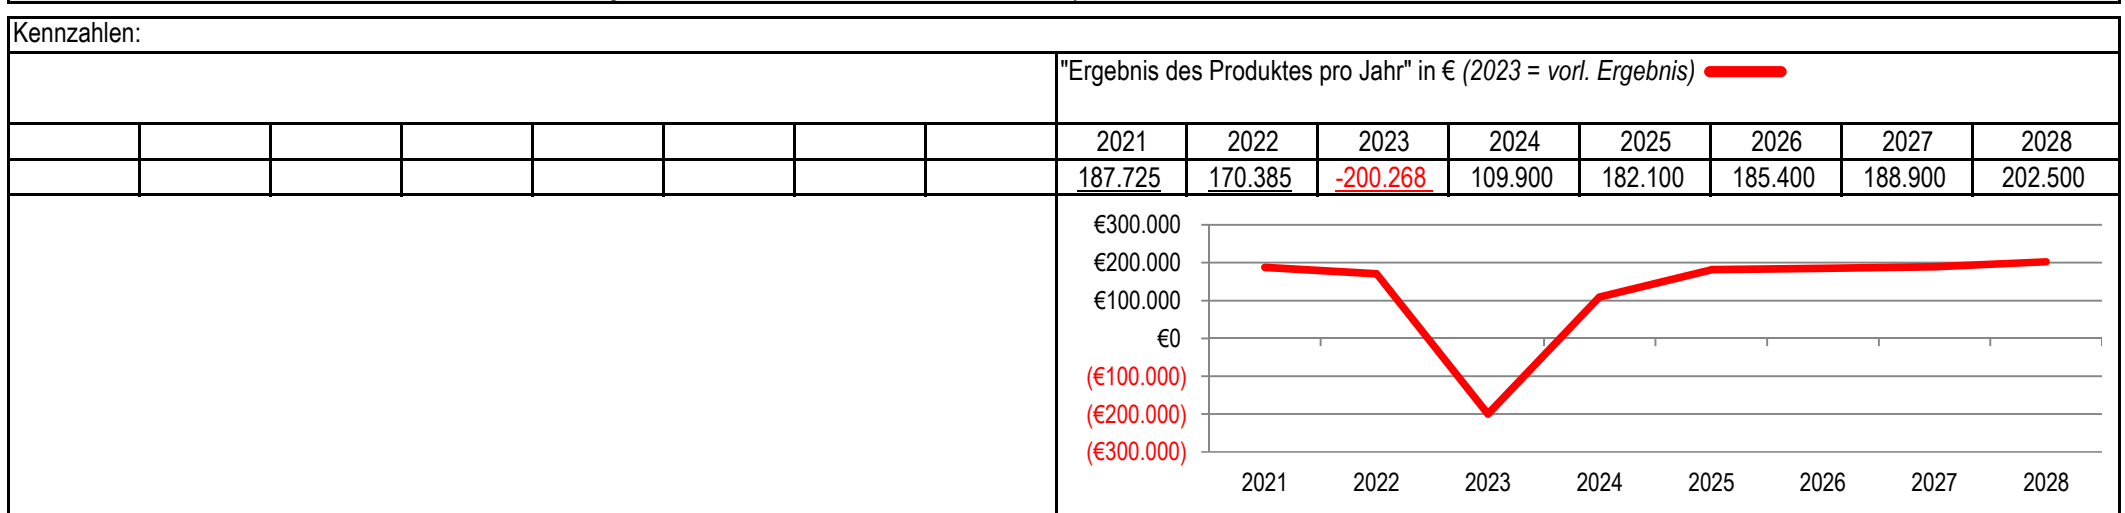 Kennzahlen:
"Ergebnis des Produktes pro Jahr" in € (2023 = vorl. Ergebnis)
2021 2022 2023 2024 2025 2026 2027 2028
187.725 170.385 -200.268 109.900 182.100 185.400 188.900 202.500
€300.000
€200.000
€100.000
€0
(€100.000)
(€200.000)
(€300.000)
2021 2022 2023 2024 2025 2026 2027 2028